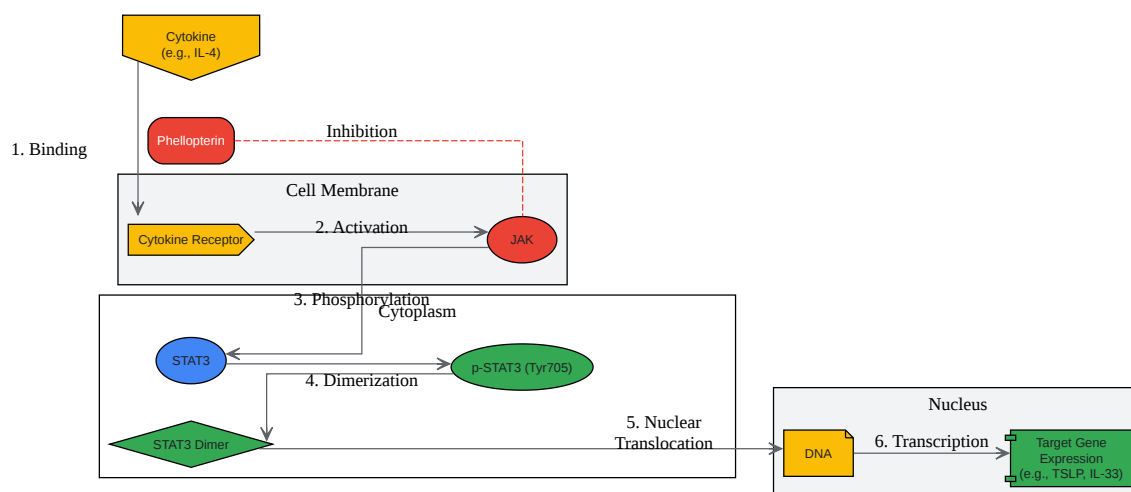 Cytokine
(e.g., IL-4)
Phellopterin
Inhibition
1. Binding
Cell Membrane
Cytokine Receptor
2. Activation
JAK
3. Phosphorylation
Cytoplasm
STAT3
p-STAT3 (Tyr705)
4. Dimerization
STAT3 Dimer
5. Nuclear
Translocation
Nucleus
DNA
6. Transcription
Target Gene
Expression
(e.g., TSLP, IL-33)